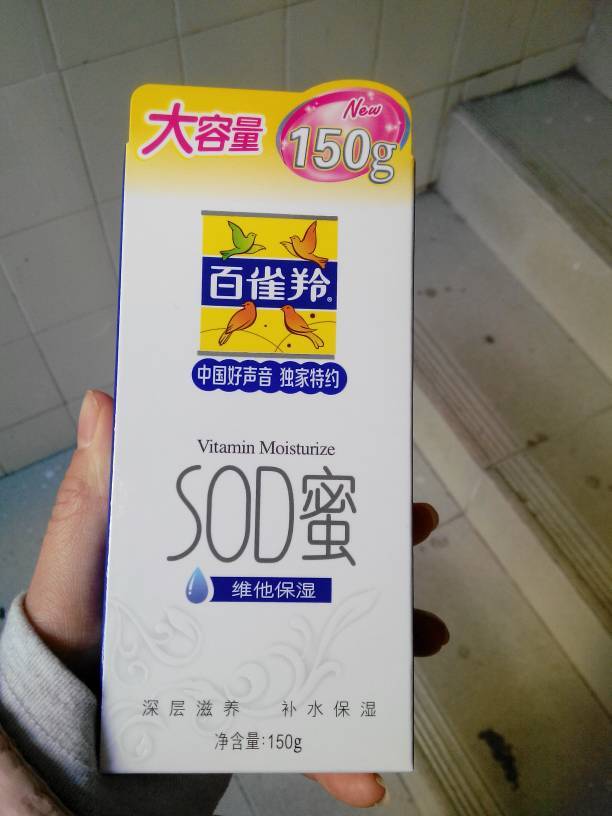 大容量
New
150g
百雀羚®
中国好声音 独家特约
Vitamin Moisturize
SOD蜜
维他保湿
深层滋养 补水保湿
净含量:150g